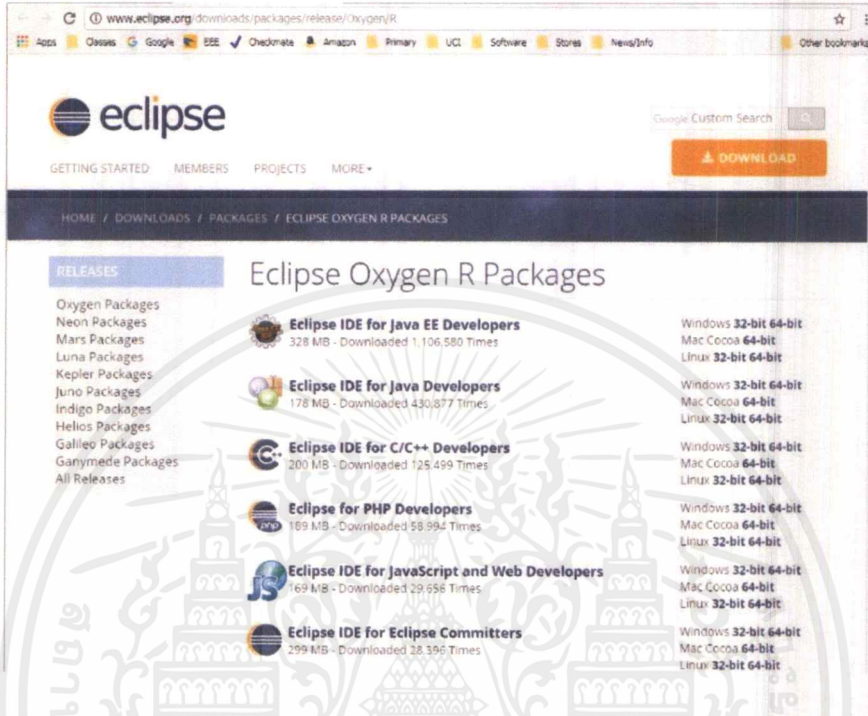 www.eclipse.org/downloads/packages/release/Oxygen/R
Apps Classes Google EEE Checkmate Amazon Primary UCI Software Stores News/Info Other bookmarks
eclipse
Google Custom Search
GETTING STARTED MEMBERS PROJECTS MORE
DOWNLOAD
HOME / DOWNLOADS / PACKAGES / ECLIPSE OXYGEN R PACKAGES
RELEASES
Oxygen Packages
Neon Packages
Mars Packages
Luna Packages
Kepler Packages
Juno Packages
Indigo Packages
Helios Packages
Galileo Packages
Ganymede Packages
All Releases
Eclipse Oxygen R Packages
Eclipse IDE for Java EE Developers
328 MB - Downloaded 1,106,580 Times
Windows 32-bit 64-bit
Mac Cocoa 64-bit
Linux 32-bit 64-bit
Eclipse IDE for Java Developers
178 MB - Downloaded 430,877 Times
Windows 32-bit 64-bit
Mac Cocoa 64-bit
Linux 32-bit 64-bit
Eclipse IDE for C/C++ Developers
200 MB - Downloaded 125,499 Times
Windows 32-bit 64-bit
Mac Cocoa 64-bit
Linux 32-bit 64-bit
Eclipse for PHP Developers
189 MB - Downloaded 58,994 Times
Windows 32-bit 64-bit
Mac Cocoa 64-bit
Linux 32-bit 64-bit
Eclipse IDE for JavaScript and Web Developers
169 MB - Downloaded 29,656 Times
Windows 32-bit 64-bit
Mac Cocoa 64-bit
Linux 32-bit 64-bit
Eclipse IDE for Eclipse Committers
299 MB - Downloaded 28,396 Times
Windows 32-bit 64-bit
Mac Cocoa 64-bit
Linux 32-bit 64-bit